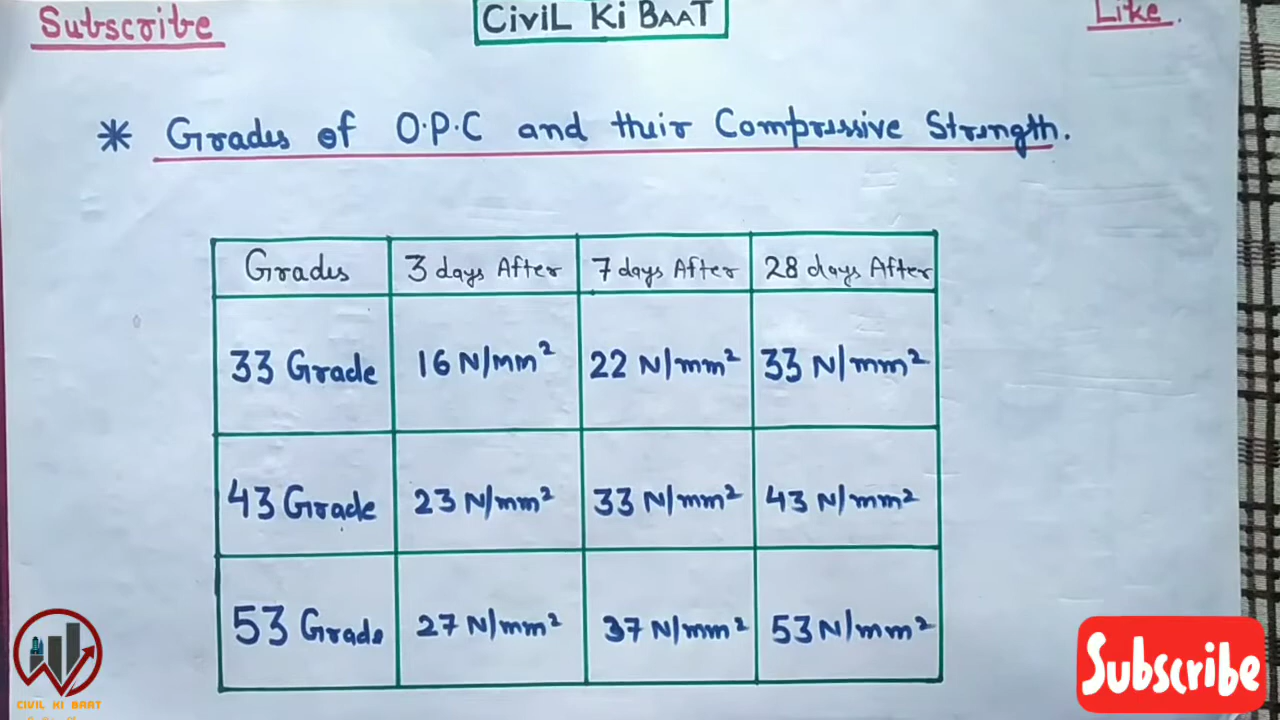 Subscribe
CiviL Ki BAAT
Like.
* Grades of O.P.C and their Compressive Strength.
Grades 3 days After 7 days After 28 days After
33 Grade 16 N/mm² 22 N/mm² 33 N/mm²
43 Grade 23 N/mm² 33 N/mm² 43 N/mm²
53 Grade 27 N/mm² 37 N/mm² 53 N/mm²
CIVIL KI BAAT
Subscribe